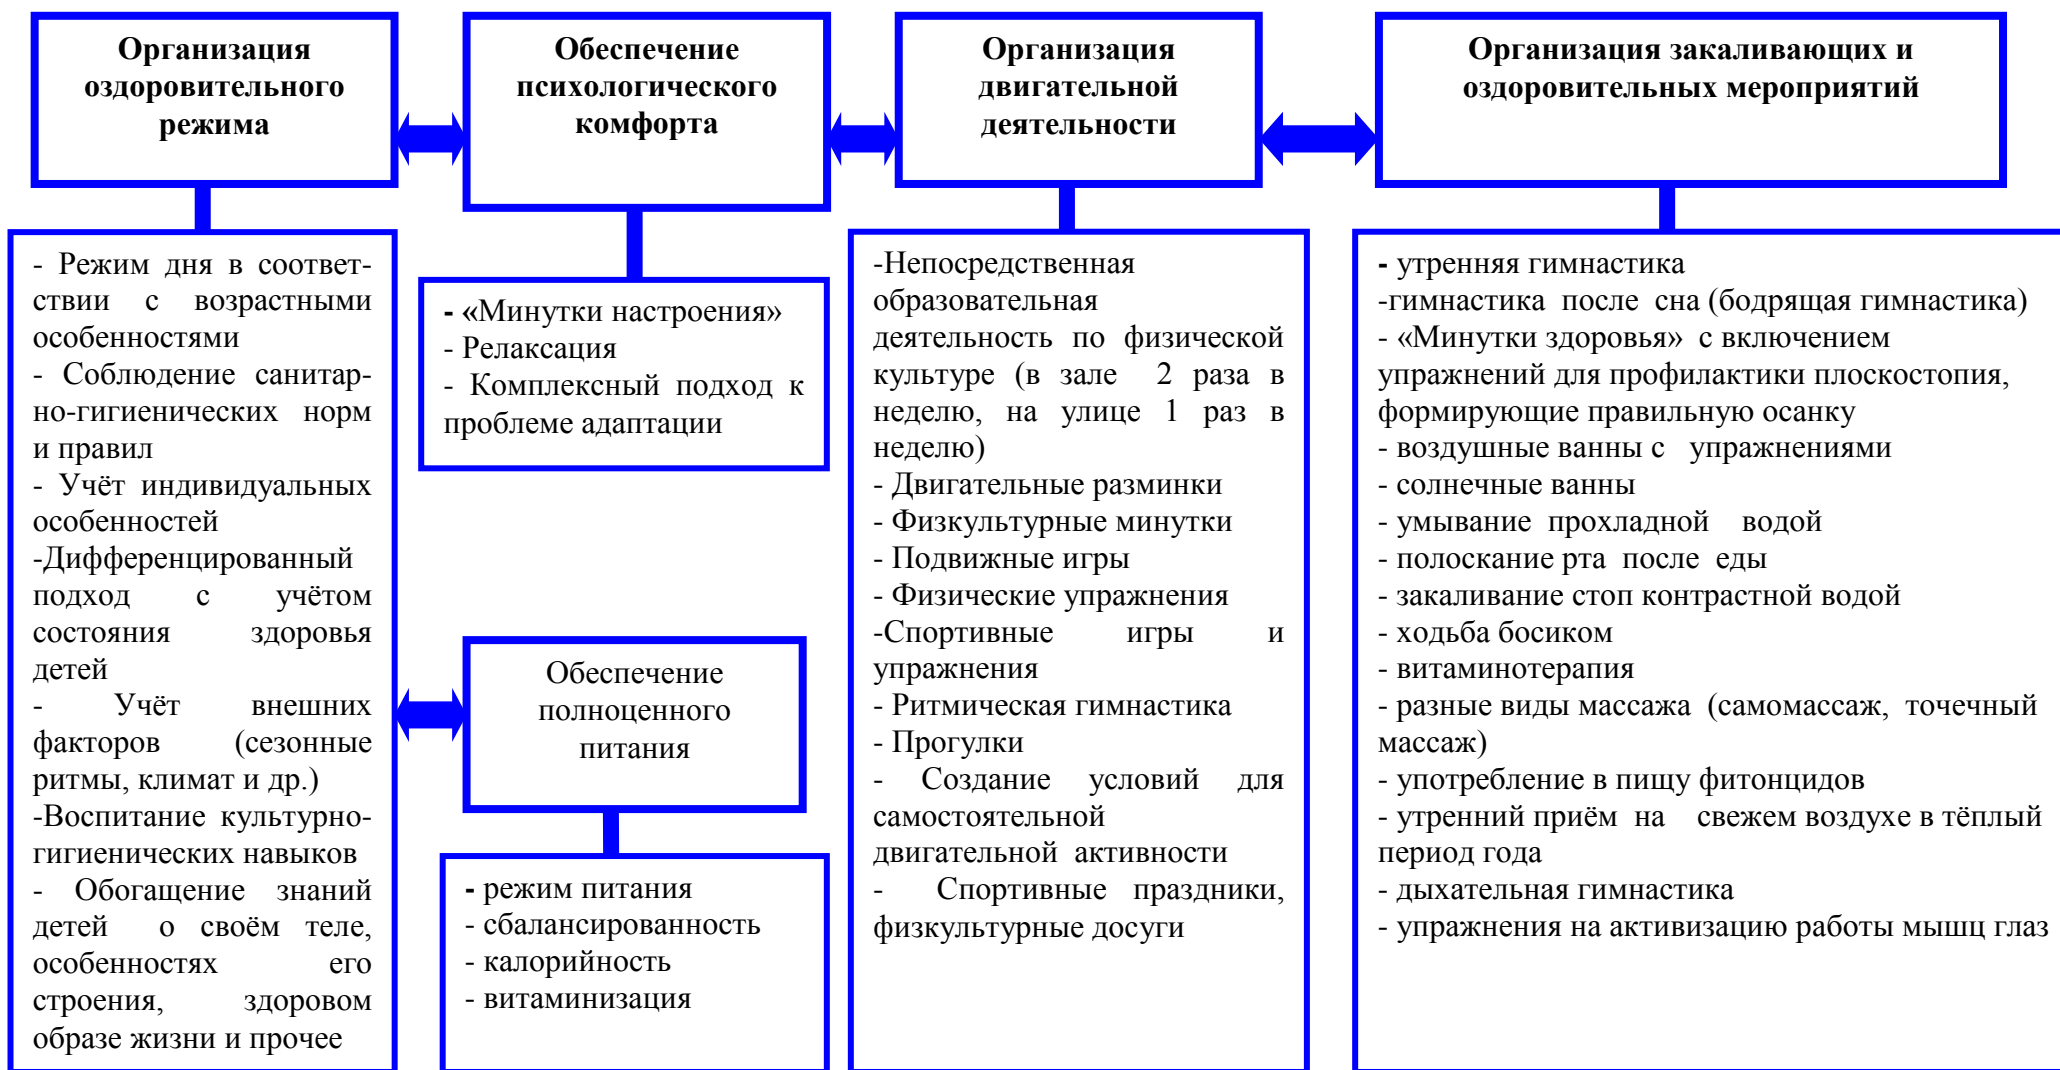 Организация
оздоровительного
режима
Обеспечение
психологического
комфорта
Организация
двигательной
деятельности
Организация закаливающих и
оздоровительных мероприятий
- Режим дня в соответ-
ствии с возрастными
особенностями
- Соблюдение санитар-
но-гигиенических норм
и правил
- Учёт индивидуальных
особенностей
-Дифференцированный
подход с учётом
состояния здоровья
детей
- Учёт внешних
факторов (сезонные
ритмы, климат и др.)
-Воспитание культурно-
гигиенических навыков
- Обогащение знаний
детей о своём теле,
особенностях его
строения, здоровом
образе жизни и прочее
- «Минутки настроения»
- Релаксация
- Комплексный подход к
проблеме адаптации
Обеспечение
полноценного
питания
- режим питания
- сбалансированность
- калорийность
- витаминизация
-Непосредственная
образовательная
деятельность по физической
культуре (в зале 2 раза в
неделю, на улице 1 раз в
неделю)
- Двигательные разминки
- Физкультурные минутки
- Подвижные игры
- Физические упражнения
-Спортивные игры и
упражнения
- Ритмическая гимнастика
- Прогулки
- Создание условий для
самостоятельной
двигательной активности
- Спортивные праздники,
физкультурные досуги
- утренняя гимнастика
-гимнастика после сна (бодрящая гимнастика)
- «Минутки здоровья» с включением
упражнений для профилактики плоскостопия,
формирующие правильную осанку
- воздушные ванны с упражнениями
- солнечные ванны
- умывание прохладной водой
- полоскание рта после еды
- закаливание стоп контрастной водой
- ходьба босиком
- витаминотерапия
- разные виды массажа (самомассаж, точечный
массаж)
- употребление в пищу фитонцидов
- утренний приём на свежем воздухе в тёплый
период года
- дыхательная гимнастика
- упражнения на активизацию работы мышц глаз